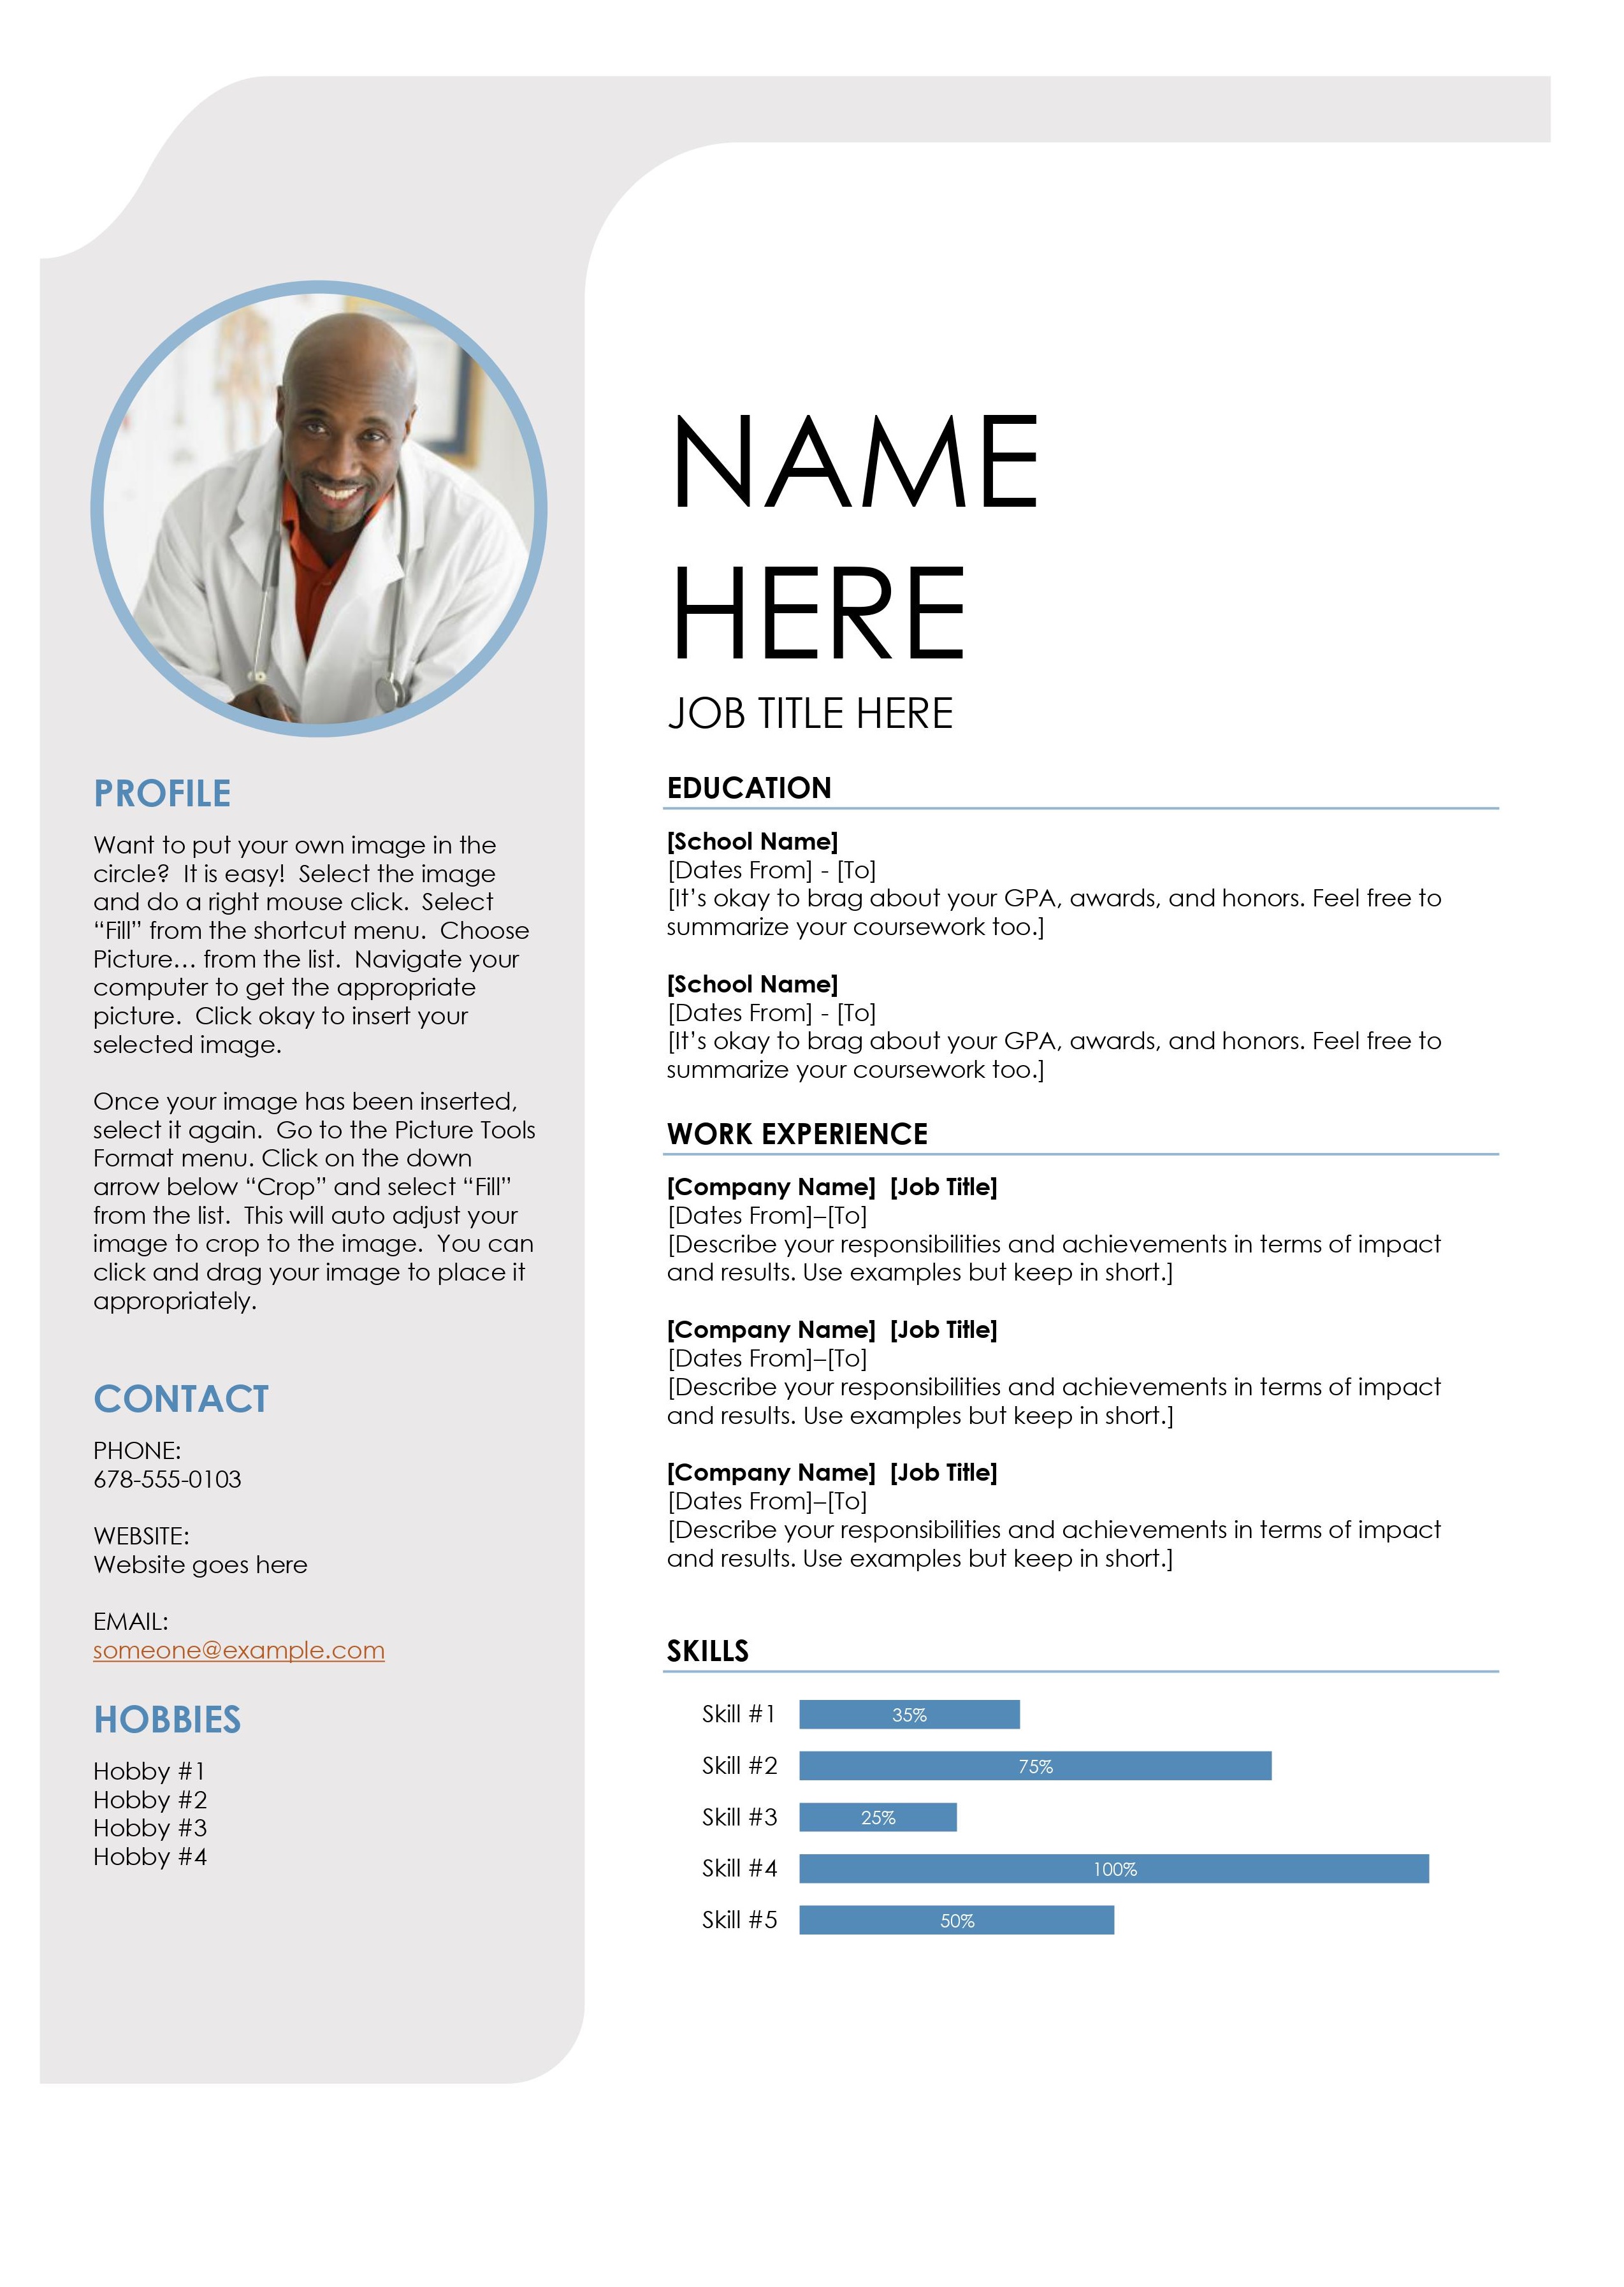 PROFILE
Want to put your own image in the
circle?  It is easy!  Select the image
and do a right mouse click.  Select
“Fill” from the shortcut menu.  Choose
Picture… from the list.  Navigate your
computer to get the appropriate
picture.  Click okay to insert your
selected image.
Once your image has been inserted,
select it again.  Go to the Picture Tools
Format menu. Click on the down
arrow below “Crop” and select “Fill”
from the list.  This will auto adjust your
image to crop to the image.  You can
click and drag your image to place it
appropriately.
CONTACT
PHONE:
678-555-0103
WEBSITE:
Website goes here
EMAIL:
someone@example.com
HOBBIES
Hobby #1
Hobby #2
Hobby #3
Hobby #4
NAME
HERE
JOB TITLE HERE
EDUCATION
[School Name]
[Dates From] - [To]
[It’s okay to brag about your GPA, awards, and honors. Feel free to
summarize your coursework too.]
[School Name]
[Dates From] - [To]
[It’s okay to brag about your GPA, awards, and honors. Feel free to
summarize your coursework too.]
WORK EXPERIENCE
[Company Name]  [Job Title]
[Dates From]–[To]
[Describe your responsibilities and achievements in terms of impact
and results. Use examples but keep in short.]
[Company Name]  [Job Title]
[Dates From]–[To]
[Describe your responsibilities and achievements in terms of impact
and results. Use examples but keep in short.]
[Company Name]  [Job Title]
[Dates From]–[To]
[Describe your responsibilities and achievements in terms of impact
and results. Use examples but keep in short.]
SKILLS
Skill #1 35%
Skill #2 75%
Skill #3 25%
Skill #4 100%
Skill #5 50%